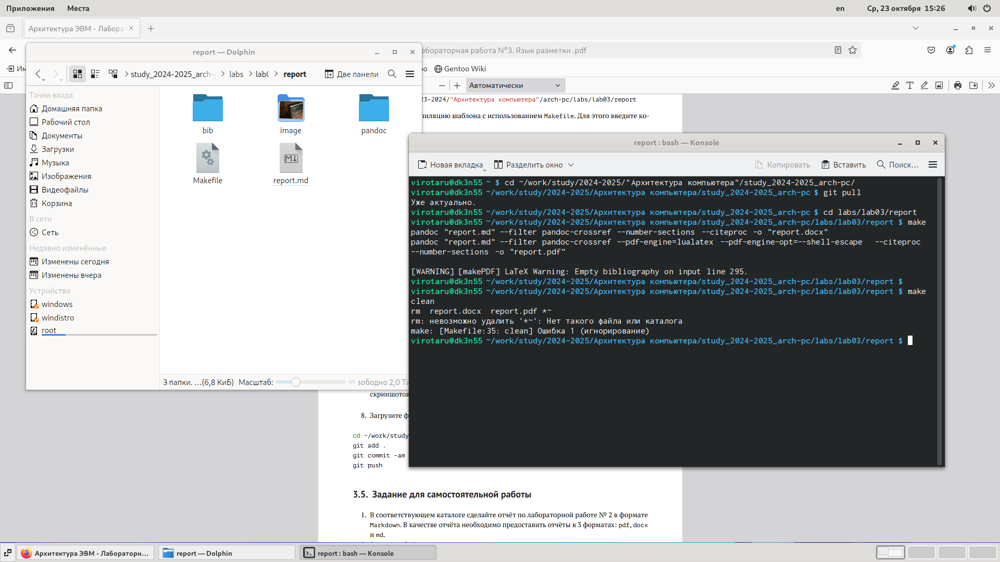 Приложения Места en Ср, 23 октября 15:26
Архитектура ЭВМ - Лаборат
абораторная работа №3. Язык разметки .pdf
Gentoo Wiki
Автоматически
report — Dolphin
study_2024-2025_arch- labs report Две панели
Точки входа
Домашняя папка
Рабочий стол
Документы
Загрузки
Музыка
Изображения
Видеофайлы
Корзина
В сети
Сеть
Недавно изменённые
Изменены сегодня
Изменены вчера
Устройства
windows
windistro
root
bib image pandoc
Makefile report.md
3 папки. ...(6,8 КиБ) Масштаб: вободно 2,0 Ти
23-2024/"Архитектура компьютера"/arch-pc/labs/lab03/report
пиляцию шаблона с использованием Makefile. Для этого введите ко-
report : bash — Konsole
Новая вкладка Разделить окно Копировать Вставить Поиск...
virotaru@dk3n55 ~ $ cd ~/work/study/2024-2025/"Архитектура компьютера"/study_2024-2025_arch-pc/
virotaru@dk3n55 ~/work/study/2024-2025/Архитектура компьютера/study_2024-2025_arch-pc $ git pull
Уже актуально.
virotaru@dk3n55 ~/work/study/2024-2025/Архитектура компьютера/study_2024-2025_arch-pc $ cd labs/lab03/report
virotaru@dk3n55 ~/work/study/2024-2025/Архитектура компьютера/study_2024-2025_arch-pc/labs/lab03/report $ make
pandoc "report.md" --filter pandoc-crossref --number-sections --citeproc -o "report.docx"
pandoc "report.md" --filter pandoc-crossref --pdf-engine=lualatex --pdf-engine-opt=--shell-escape --citeproc
--number-sections -o "report.pdf"
[WARNING] [makePDF] LaTeX Warning: Empty bibliography on input line 295.
virotaru@dk3n55 ~/work/study/2024-2025/Архитектура компьютера/study_2024-2025_arch-pc/labs/lab03/report $
virotaru@dk3n55 ~/work/study/2024-2025/Архитектура компьютера/study_2024-2025_arch-pc/labs/lab03/report $ make
clean
rm report.docx report.pdf *~
rm: невозможно удалить '*~': Нет такого файла или каталога
make: [Makefile:35: clean] Ошибка 1 (игнорирование)
virotaru@dk3n55 ~/work/study/2024-2025/Архитектура компьютера/study_2024-2025_arch-pc/labs/lab03/report $
скриншотов
8. Загрузите ф
cd ~/work/study
git add .
git commit -am
git push
3.5. Задание для самостоятельной работы
1. В соответствующем каталоге сделайте отчёт по лабораторной работе № 2 в формате
Markdown. В качестве отчёта необходимо предоставить отчёты в 3 форматах: pdf, docx
и md.
Архитектура ЭВМ - Лабораторн... report — Dolphin report : bash — Konsole